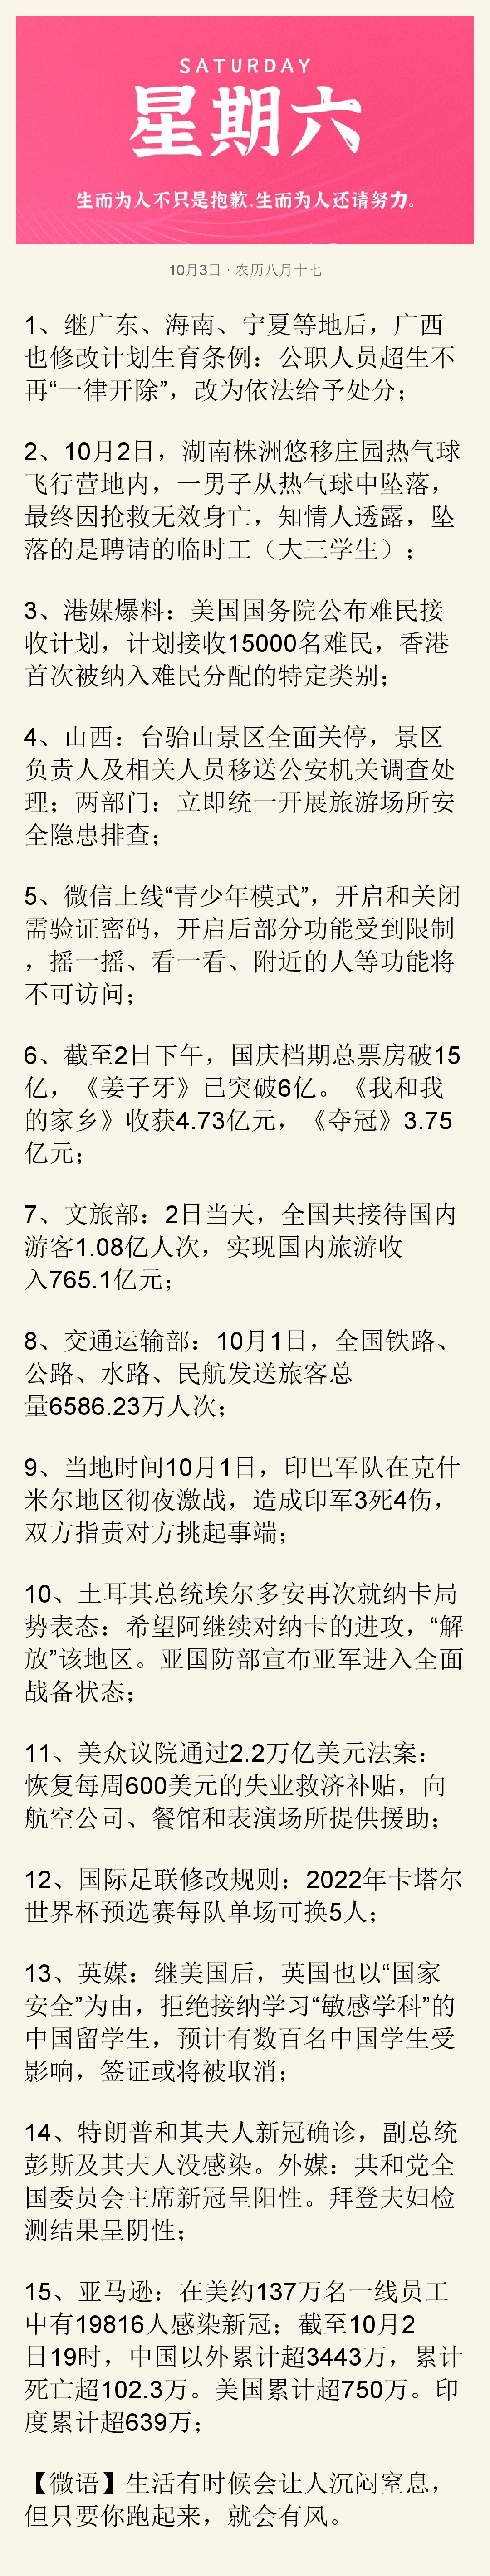 SATURDAY
星期六
生而为人不只是抱歉.生而为人还请努力。
10月3日 · 农历八月十七
1、继广东、海南、宁夏等地后，广西
也修改计划生育条例：公职人员超生不
再“一律开除”，改为依法给予处分；
2、10月2日，湖南株洲悠移庄园热气球
飞行营地内，一男子从热气球中坠落，
最终因抢救无效身亡，知情人透露，坠
落的是聘请的临时工（大三学生）；
3、港媒爆料：美国国务院公布难民接
收计划，计划接收15000名难民，香港
首次被纳入难民分配的特定类别；
4、山西：台骀山景区全面关停，景区
负责人及相关人员移送公安机关调查处
理；两部门：立即统一开展旅游场所安
全隐患排查；
5、微信上线“青少年模式”，开启和关闭
需验证密码，开启后部分功能受到限制
，摇一摇、看一看、附近的人等功能将
不可访问；
6、截至2日下午，国庆档期总票房破15
亿，《姜子牙》已突破6亿。《我和我
的家乡》收获4.73亿元，《夺冠》3.75
亿元；
7、文旅部：2日当天，全国共接待国内
游客1.08亿人次，实现国内旅游收
入765.1亿元；
8、交通运输部：10月1日，全国铁路、
公路、水路、民航发送旅客总
量6586.23万人次；
9、当地时间10月1日，印巴军队在克什
米尔地区彻夜激战，造成印军3死4伤，
双方指责对方挑起事端；
10、土耳其总统埃尔多安再次就纳卡局
势表态：希望阿继续对纳卡的进攻，“解
放”该地区。亚国防部宣布亚军进入全面
战备状态；
11、美众议院通过2.2万亿美元法案：
恢复每周600美元的失业救济补贴，向
航空公司、餐馆和表演场所提供援助；
12、国际足联修改规则：2022年卡塔尔
世界杯预选赛每队单场可换5人；
13、英媒：继美国后，英国也以“国家
安全”为由，拒绝接纳学习“敏感学科”的
中国留学生，预计有数百名中国学生受
影响，签证或将被取消；
14、特朗普和其夫人新冠确诊，副总统
彭斯及其夫人没感染。外媒：共和党全
国委员会主席新冠呈阳性。拜登夫妇检
测结果呈阴性；
15、亚马逊：在美约137万名一线员工
中有19816人感染新冠；截至10月2
日19时，中国以外累计超3443万，累计
死亡超102.3万。美国累计超750万。印
度累计超639万；
【微语】生活有时候会让人沉闷窒息，
但只要你跑起来，就会有风。